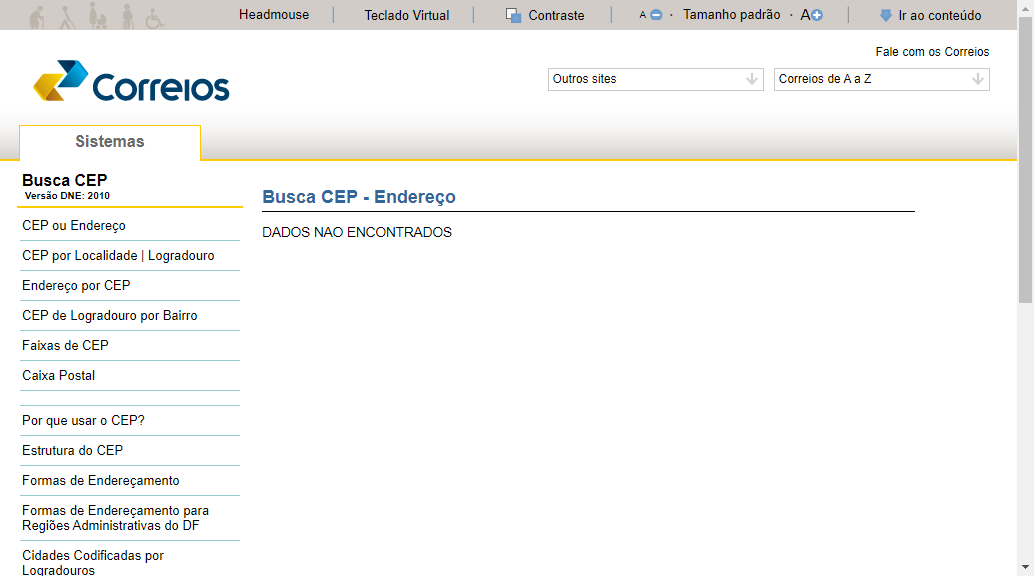 Headmouse
Teclado Virtual
Contraste
A · Tamanho padrão · A
Ir ao conteúdo
Fale com os Correios
Correios
Outros sites
Correios de A a Z
Sistemas
Busca CEP
Versão DNE: 2010
CEP ou Endereço
CEP por Localidade | Logradouro
Endereço por CEP
CEP de Logradouro por Bairro
Faixas de CEP
Caixa Postal
Por que usar o CEP?
Estrutura do CEP
Formas de Endereçamento
Formas de Endereçamento para
Regiões Administrativas do DF
Cidades Codificadas por
Logradouros
Busca CEP - Endereço
DADOS NAO ENCONTRADOS